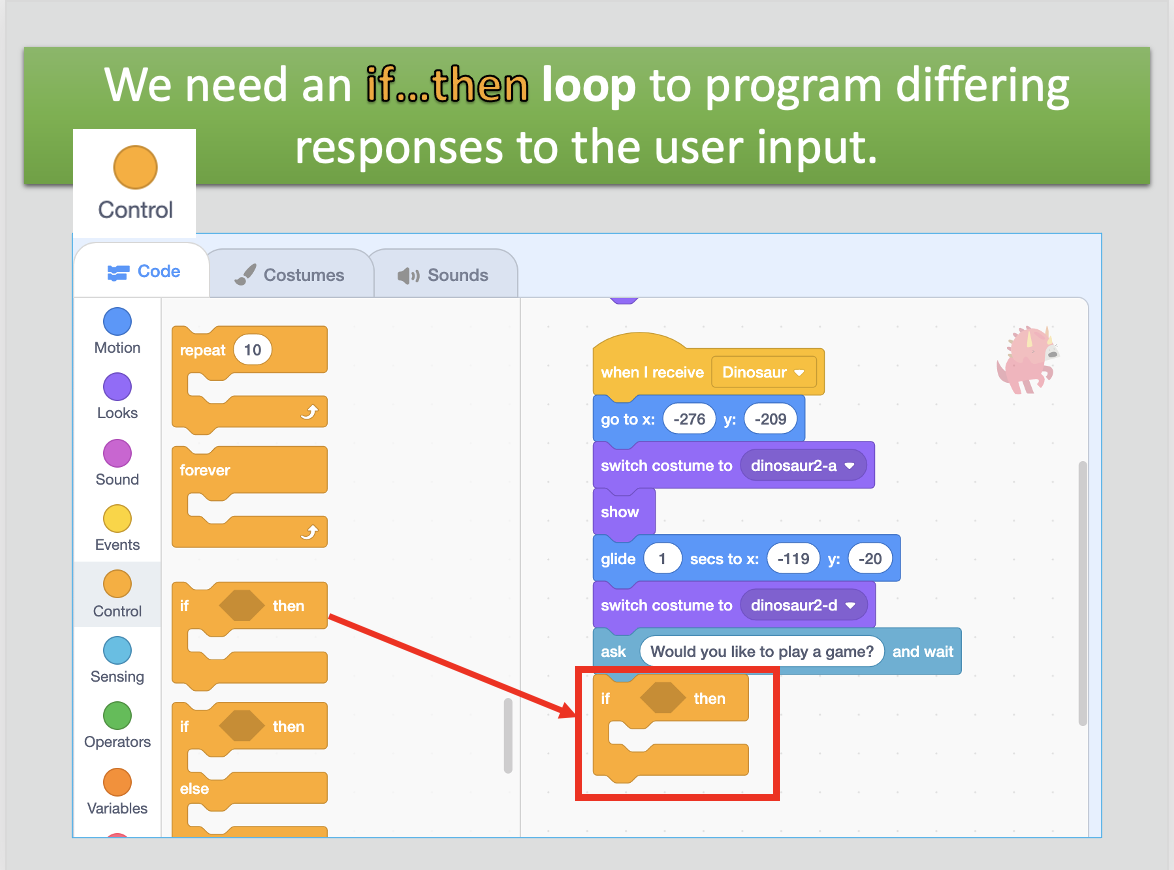 We need an if...then loop to program differing
responses to the user input.
Control
Code
Costumes
Sounds
Motion
Looks
Sound
Events
Control
Sensing
Operators
Variables
repeat 10
forever
if then
if then
else
when I receive Dinosaur
go to x: -276 y: -209
switch costume to dinosaur2-a
show
glide 1 secs to x: -119 y: -20
switch costume to dinosaur2-d
ask Would you like to play a game? and wait
if then